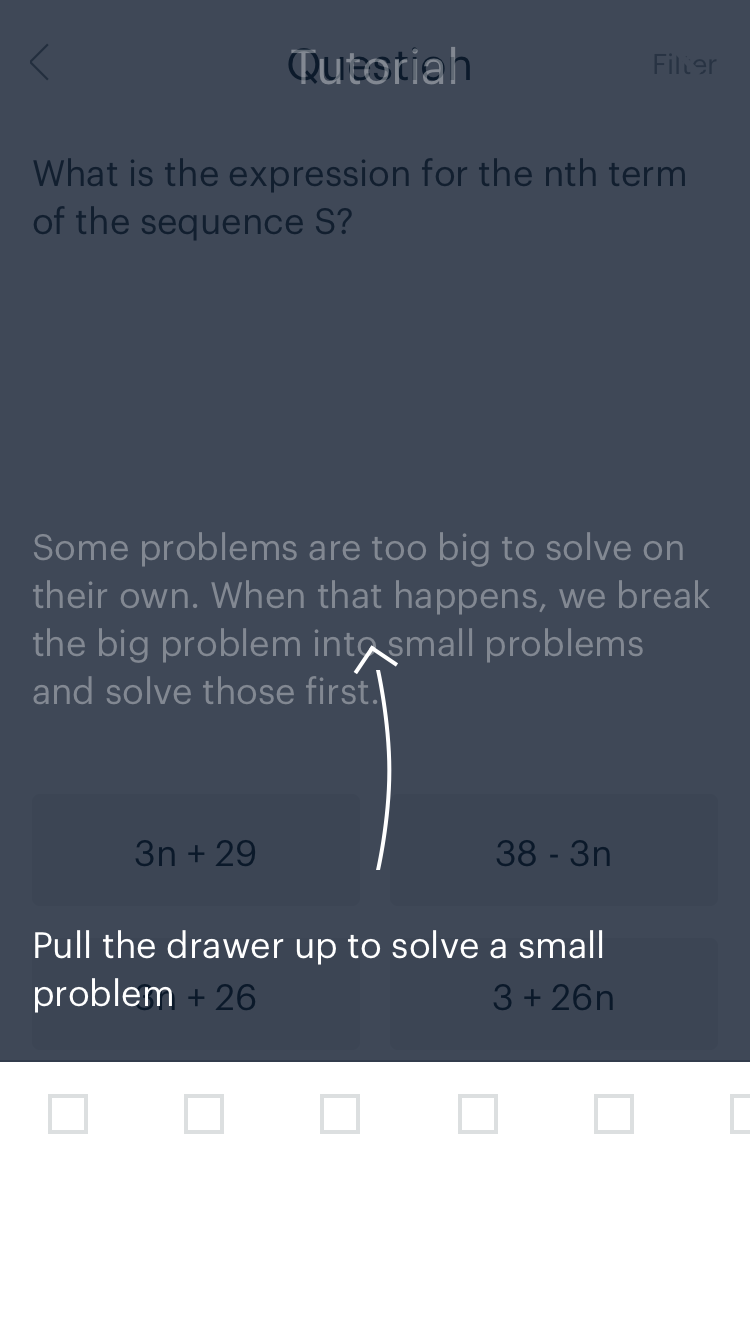 Question
Tutorial
Filter
What is the expression for the nth term
of the sequence S?
Some problems are too big to solve on
their own. When that happens, we break
the big problem into small problems
and solve those first.
3n + 29
38 - 3n
Pull the drawer up to solve a small
problem
3n + 26
3 + 26n